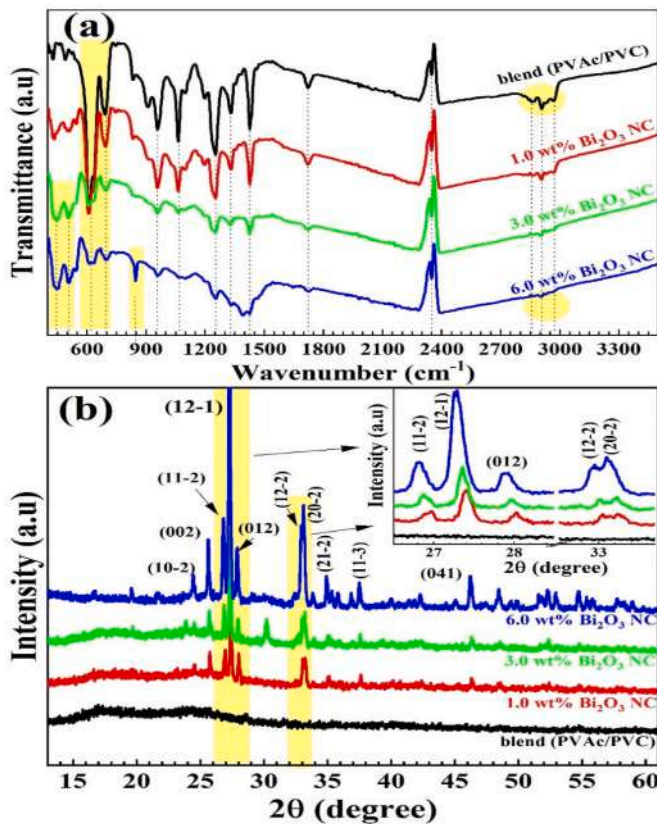 (a)
blend (PVAc/PVC)
1.0 wt% Bi₂O₃ NC
3.0 wt% Bi₂O₃ NC
6.0 wt% Bi₂O₃ NC
Transmittance (a.u)
600 900 1200 1500 1800 2100 2400 2700 3000 3300
Wavenumber (cm⁻¹)
(b)
(12-1)
(11-2)
(002)
(10-2)
(012)
(12-2)
(20-2)
(21-2)
(11-3)
(041)
6.0 wt% Bi₂O₃ NC
3.0 wt% Bi₂O₃ NC
1.0 wt% Bi₂O₃ NC
blend (PVAc/PVC)
Intensity (a.u)
15 20 25 30 35 40 45 50 55 60
2θ (degree)
(11-2)
(12-1)
(012)
(12-2)
(20-2)
Intensity (a.u)
27 28 33
2θ (degree)